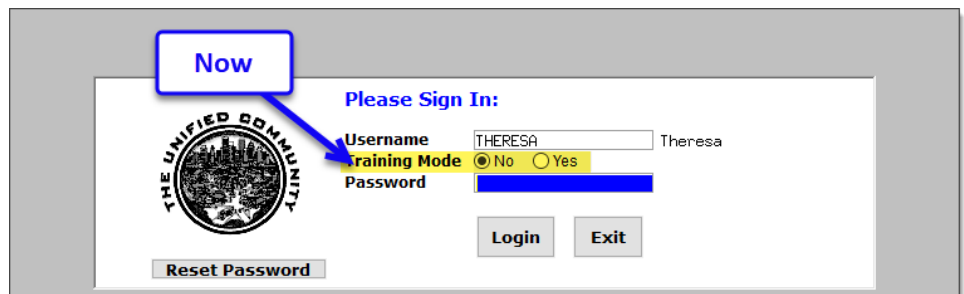 Now
Please Sign In:
Username THERESA Theresa
Training Mode No Yes
Password
THE UNIFIED COMMUNITY
Login Exit
Reset Password